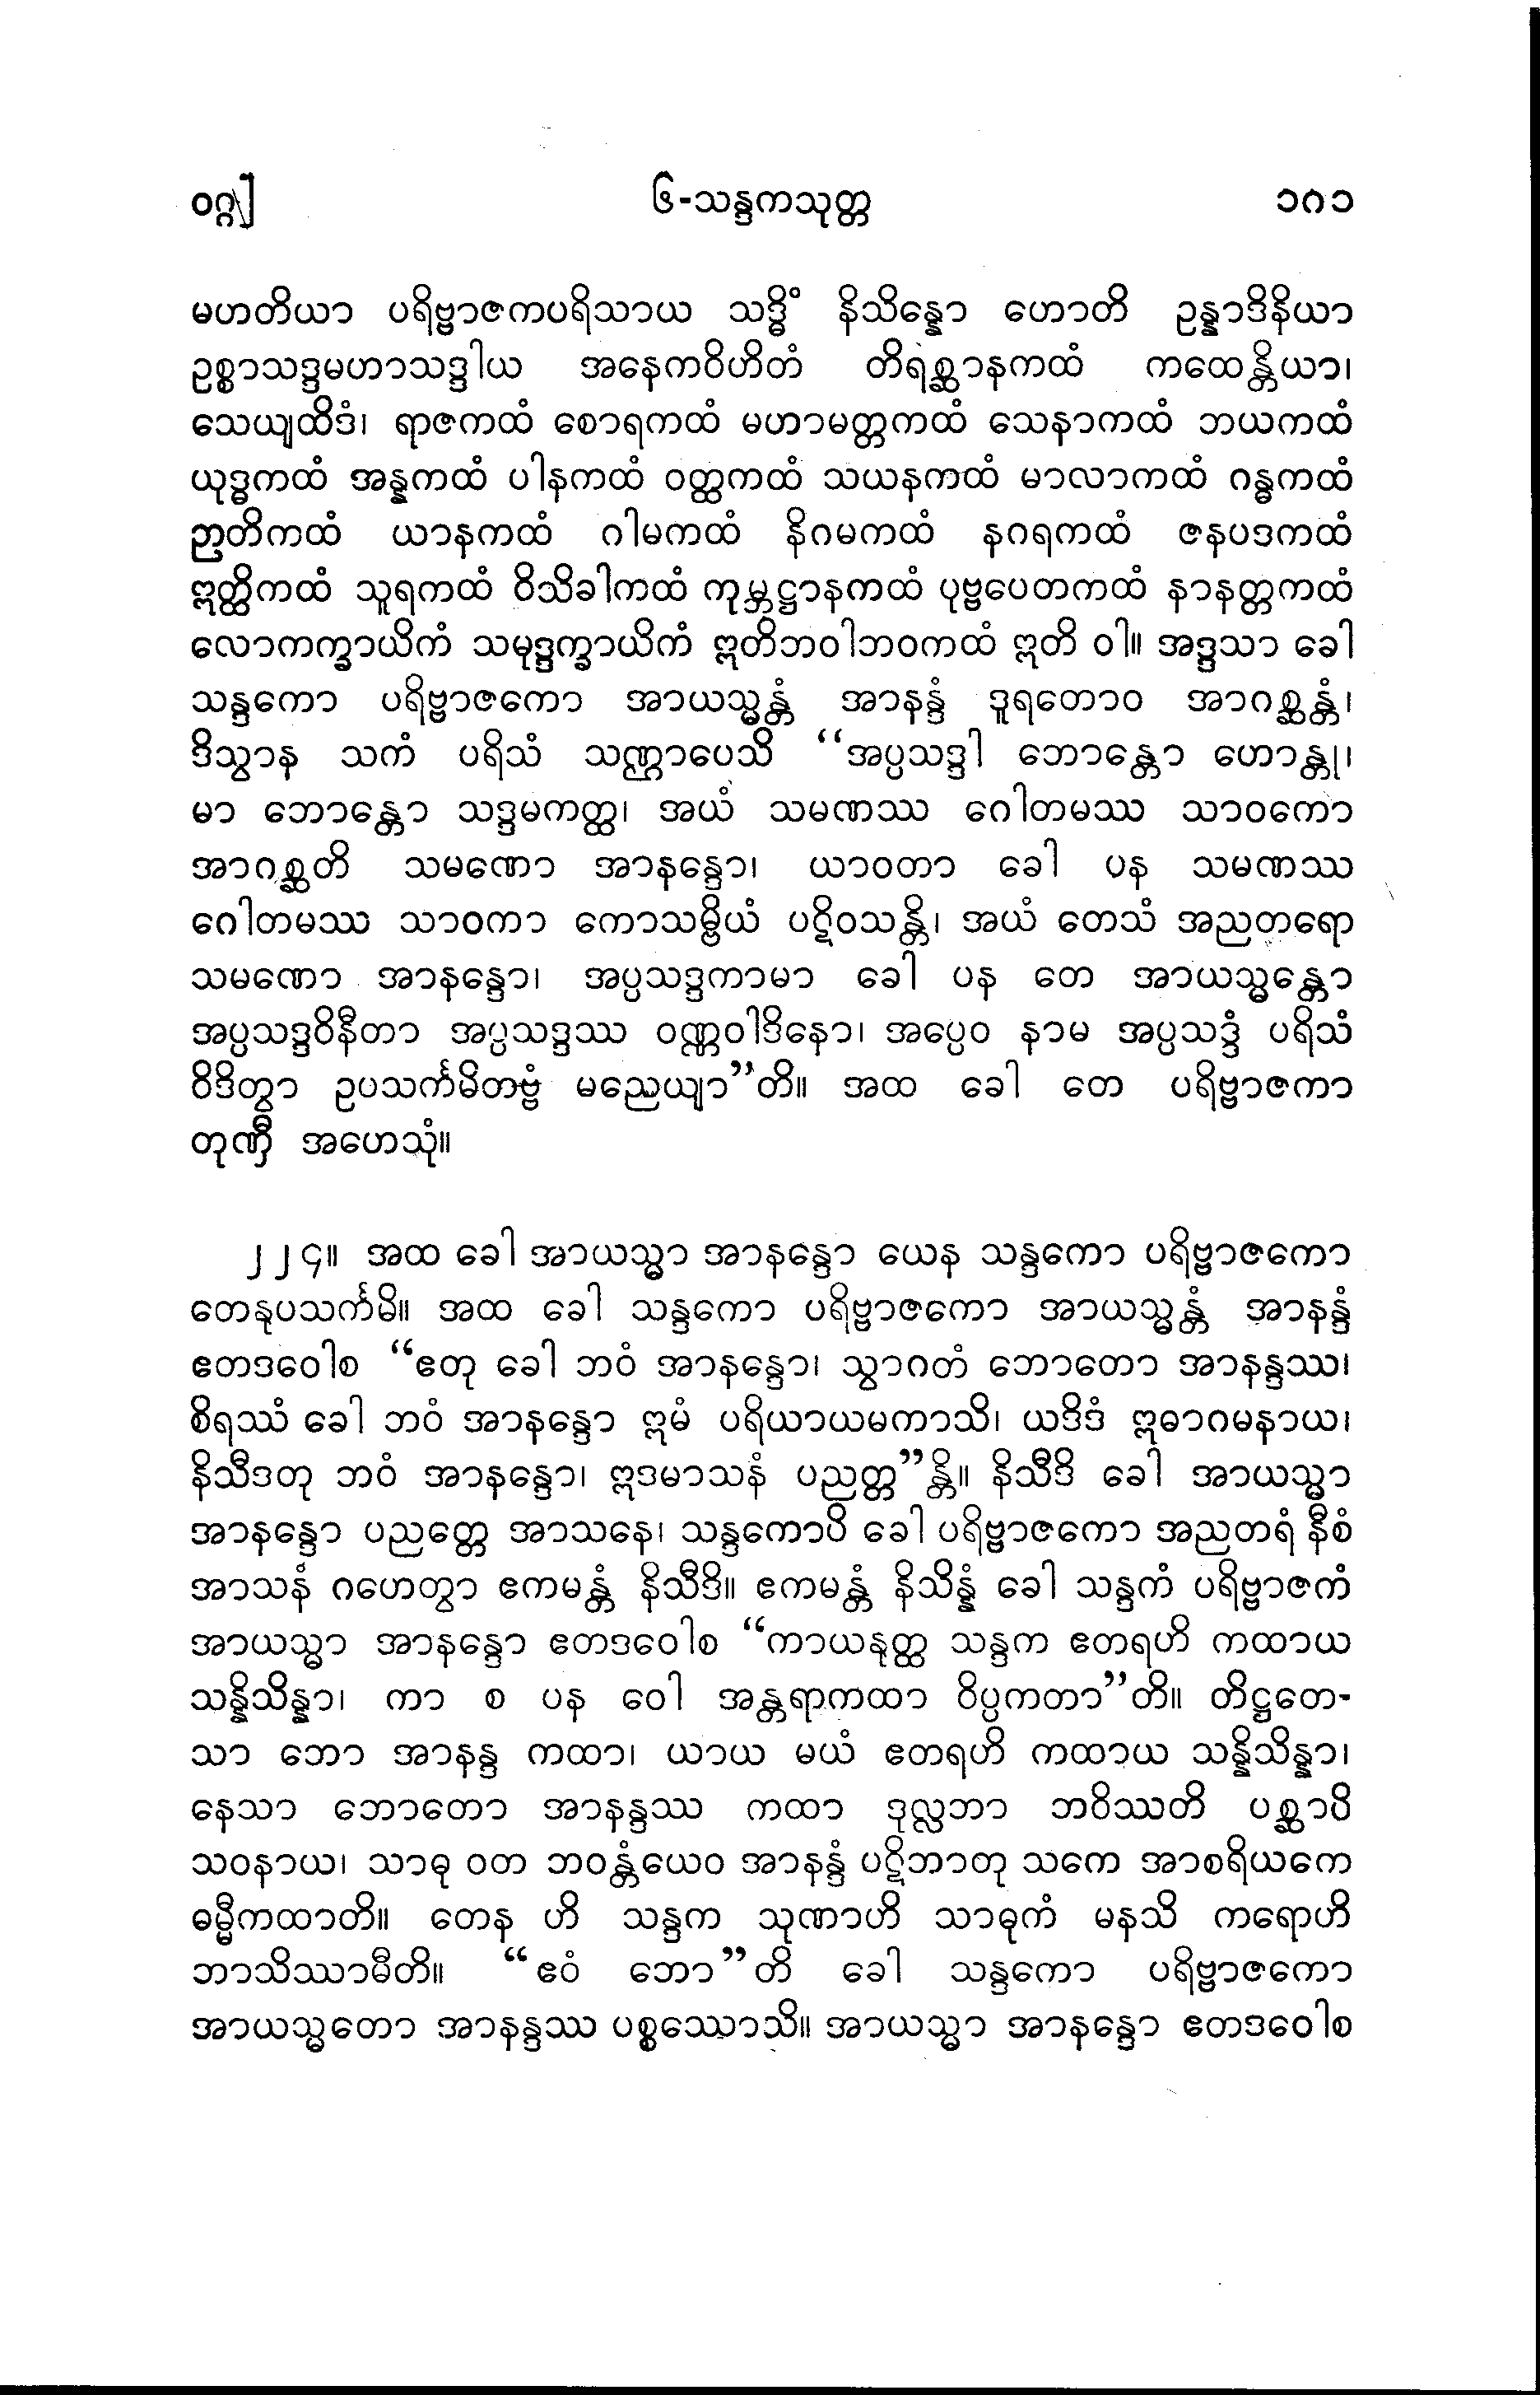 ဝဂ္ဂ]
၆-သန္ဒကသုတ္တ
၁၈၁
မဟတိယာ ပရိဗ္ဗာဇကပရိသာယ သဒ္ဓိံ နိသိန္နော ဟောတိ ဥန္နာဒိနိယာ
ဥစ္စာသဒ္ဒမဟာသဒ္ဒါယ အနေကဝိဟိတံ တိရစ္ဆာနကထံ ကထေန္တိယာ၊
သေယျထိဒံ၊ ရာဇကထံ စောရကထံ မဟာမတ္တကထံ သေနာကထံ ဘယကထံ
ယုဒ္ဓကထံ အန္နကထံ ပါနကထံ ဝတ္ထကထံ သယနကထံ မာလာကထံ ဂန္ဓကထံ
ဉာတိကထံ ယာနကထံ ဂါမကထံ နိဂမကထံ နဂရကထံ ဇနပဒကထံ
ဣတ္ထိကထံ သူရကထံ ဝိသိခါကထံ ကုမ္ဘဋ္ဌာနကထံ ပုဗ္ဗပေတကထံ နာနတ္တကထံ
လောကက္ခာယိကံ သမုဒ္ဒက္ခာယိကံ ဣတိဘဝါဘဝကထံ ဣတိ ဝါ။ အဒ္ဒသာ ခေါ
သန္ဒကော ပရိဗ္ဗာဇကော အာယသ္မန္တံ အာနန္ဒံ ဒူရတောဝ အာဂစ္ဆန္တံ၊
ဒိသွာန သကံ ပရိသံ သဏ္ဌာပေသိ “အပ္ပသဒ္ဒါ ဘောန္တော ဟောန္တု၊
မာ ဘောန္တော သဒ္ဒမကတ္ထ၊ အယံ သမဏဿ ဂေါတမဿ သာဝကော
အာဂစ္ဆတိ သမဏော အာနန္ဒော၊ ယာဝတာ ခေါ ပန သမဏဿ
ဂေါတမဿ သာဝကာ ကောသမ္ဗိယံ ပဋိဝသန္တိ၊ အယံ တေသံ အညတရော
သမဏော အာနန္ဒော၊ အပ္ပသဒ္ဒကာမာ ခေါ ပန တေ အာယသ္မန္တော
အပ္ပသဒ္ဒဝိနီတာ အပ္ပသဒ္ဒဿ ဝဏ္ဏဝါဒိနော၊ အပ္ပေဝ နာမ အပ္ပသဒ္ဒံ ပရိသံ
ဝိဒိတွာ ဥပသင်္ကမိတဗ္ဗံ မညေယျာ”တိ။ အထ ခေါ တေ ပရိဗ္ဗာဇကာ
တုဏှီ အဟေသုံ။
၂၂၄။ အထ ခေါ အာယသ္မာ အာနန္ဒော ယေန သန္ဒကော ပရိဗ္ဗာဇကော
တေနုပသင်္ကမိ။ အထ ခေါ သန္ဒကော ပရိဗ္ဗာဇကော အာယသ္မန္တံ အာနန္ဒံ
ဧတဒဝေါစ “ဧတု ခေါ ဘဝံ အာနန္ဒော၊ သွာဂတံ ဘောတော အာနန္ဒဿ၊
စိရဿံ ခေါ ဘဝံ အာနန္ဒော ဣမံ ပရိယာယမကာသိ၊ ယဒိဒံ ဣဓာဂမနာယ၊
နိသီဒတု ဘဝံ အာနန္ဒော၊ ဣဒမာသနံ ပညတ္တ”န္တိ။ နိသီဒိ ခေါ အာယသ္မာ
အာနန္ဒော ပညတ္တေ အာသနေ၊ သန္ဒကောပိ ခေါ ပရိဗ္ဗာဇကော အညတရံ နီစံ
အာသနံ ဂဟေတွာ ဧကမန္တံ နိသီဒိ။ ဧကမန္တံ နိသိန္နံ ခေါ သန္ဒကံ ပရိဗ္ဗာဇကံ
အာယသ္မာ အာနန္ဒော ဧတဒဝေါစ “ကာယနုတ္ထ သန္ဒက ဧတရဟိ ကထာယ
သန္နိသိန္နာ၊ ကာ စ ပန ဝေါ အန္တရာကထာ ဝိပ္ပကတာ”တိ။ တိဋ္ဌတေ-
သာ ဘော အာနန္ဒ ကထာ၊ ယာယ မယံ ဧတရဟိ ကထာယ သန္နိသိန္နာ၊
နေသာ ဘောတော အာနန္ဒဿ ကထာ ဒုလ္လဘာ ဘဝိဿတိ ပစ္ဆာပိ
သဝနာယ၊ သာဓု ဝတ ဘဝန္တံယေဝ အာနန္ဒံ ပဋိဘာတု သကေ အာစရိယကေ
ဓမ္မီကထာတိ။ တေန ဟိ သန္ဒက သုဏာဟိ သာဓုကံ မနသိ ကရောဟိ
ဘာသိဿာမီတိ။ “ဧဝံ ဘော”တိ ခေါ သန္ဒကော ပရိဗ္ဗာဇကော
အာယသ္မတော အာနန္ဒဿ ပစ္စဿောသိ။ အာယသ္မာ အာနန္ဒော ဧတဒဝေါစ